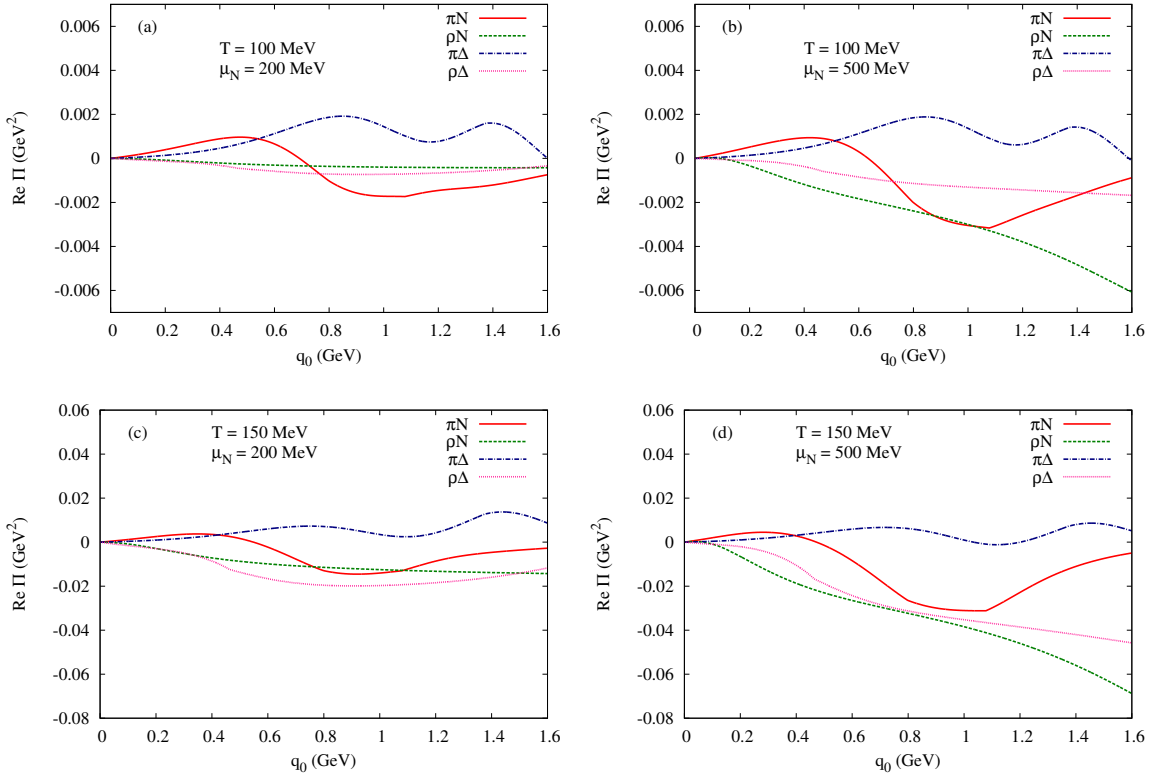 (a)
T = 100 MeV
μ_N = 200 MeV
πN
ρN
πΔ
ρΔ
Re Π (GeV²)
0.006
0.004
0.002
0
-0.002
-0.004
-0.006
0 0.2 0.4 0.6 0.8 1 1.2 1.4 1.6
q₀ (GeV)
(b)
T = 100 MeV
μ_N = 500 MeV
πN
ρN
πΔ
ρΔ
Re Π (GeV²)
0.006
0.004
0.002
0
-0.002
-0.004
-0.006
0 0.2 0.4 0.6 0.8 1 1.2 1.4 1.6
q₀ (GeV)
(c)
T = 150 MeV
μ_N = 200 MeV
πN
ρN
πΔ
ρΔ
Re Π (GeV²)
0.06
0.04
0.02
0
-0.02
-0.04
-0.06
-0.08
0 0.2 0.4 0.6 0.8 1 1.2 1.4 1.6
q₀ (GeV)
(d)
T = 150 MeV
μ_N = 500 MeV
πN
ρN
πΔ
ρΔ
Re Π (GeV²)
0.06
0.04
0.02
0
-0.02
-0.04
-0.06
-0.08
0 0.2 0.4 0.6 0.8 1 1.2 1.4 1.6
q₀ (GeV)